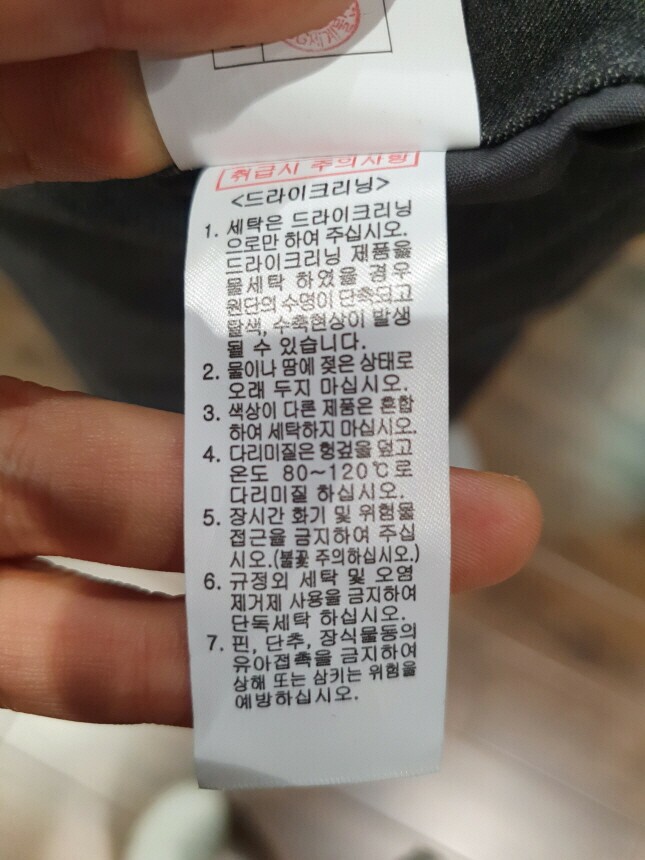 취급시 주의사항
<드라이크리닝>
1. 세탁은 드라이크리닝
으로만 하여 주십시오.
드라이크리닝 제품을
물세탁 하였을 경우
원단의 수명이 단축되고
탈색, 수축현상이 발생
될 수 있습니다.
2. 물이나 땀에 젖은 상태로
오래 두지 마십시오.
3. 색상이 다른 제품은 혼합
하여 세탁하지 마십시오.
4. 다리미질은 헝겊을 덮고
온도 80~120℃로
다리미질 하십시오.
5. 장시간 화기 및 위험물
접근을 금지하여 주십
시오.(불꽃 주의하십시오.)
6. 규정외 세탁 및 오염
제거제 사용을 금지하여
단독세탁 하십시오.
7. 핀, 단추, 장식물등의
유아접촉을 금지하여
상해 또는 삼키는 위험을
예방하십시오.